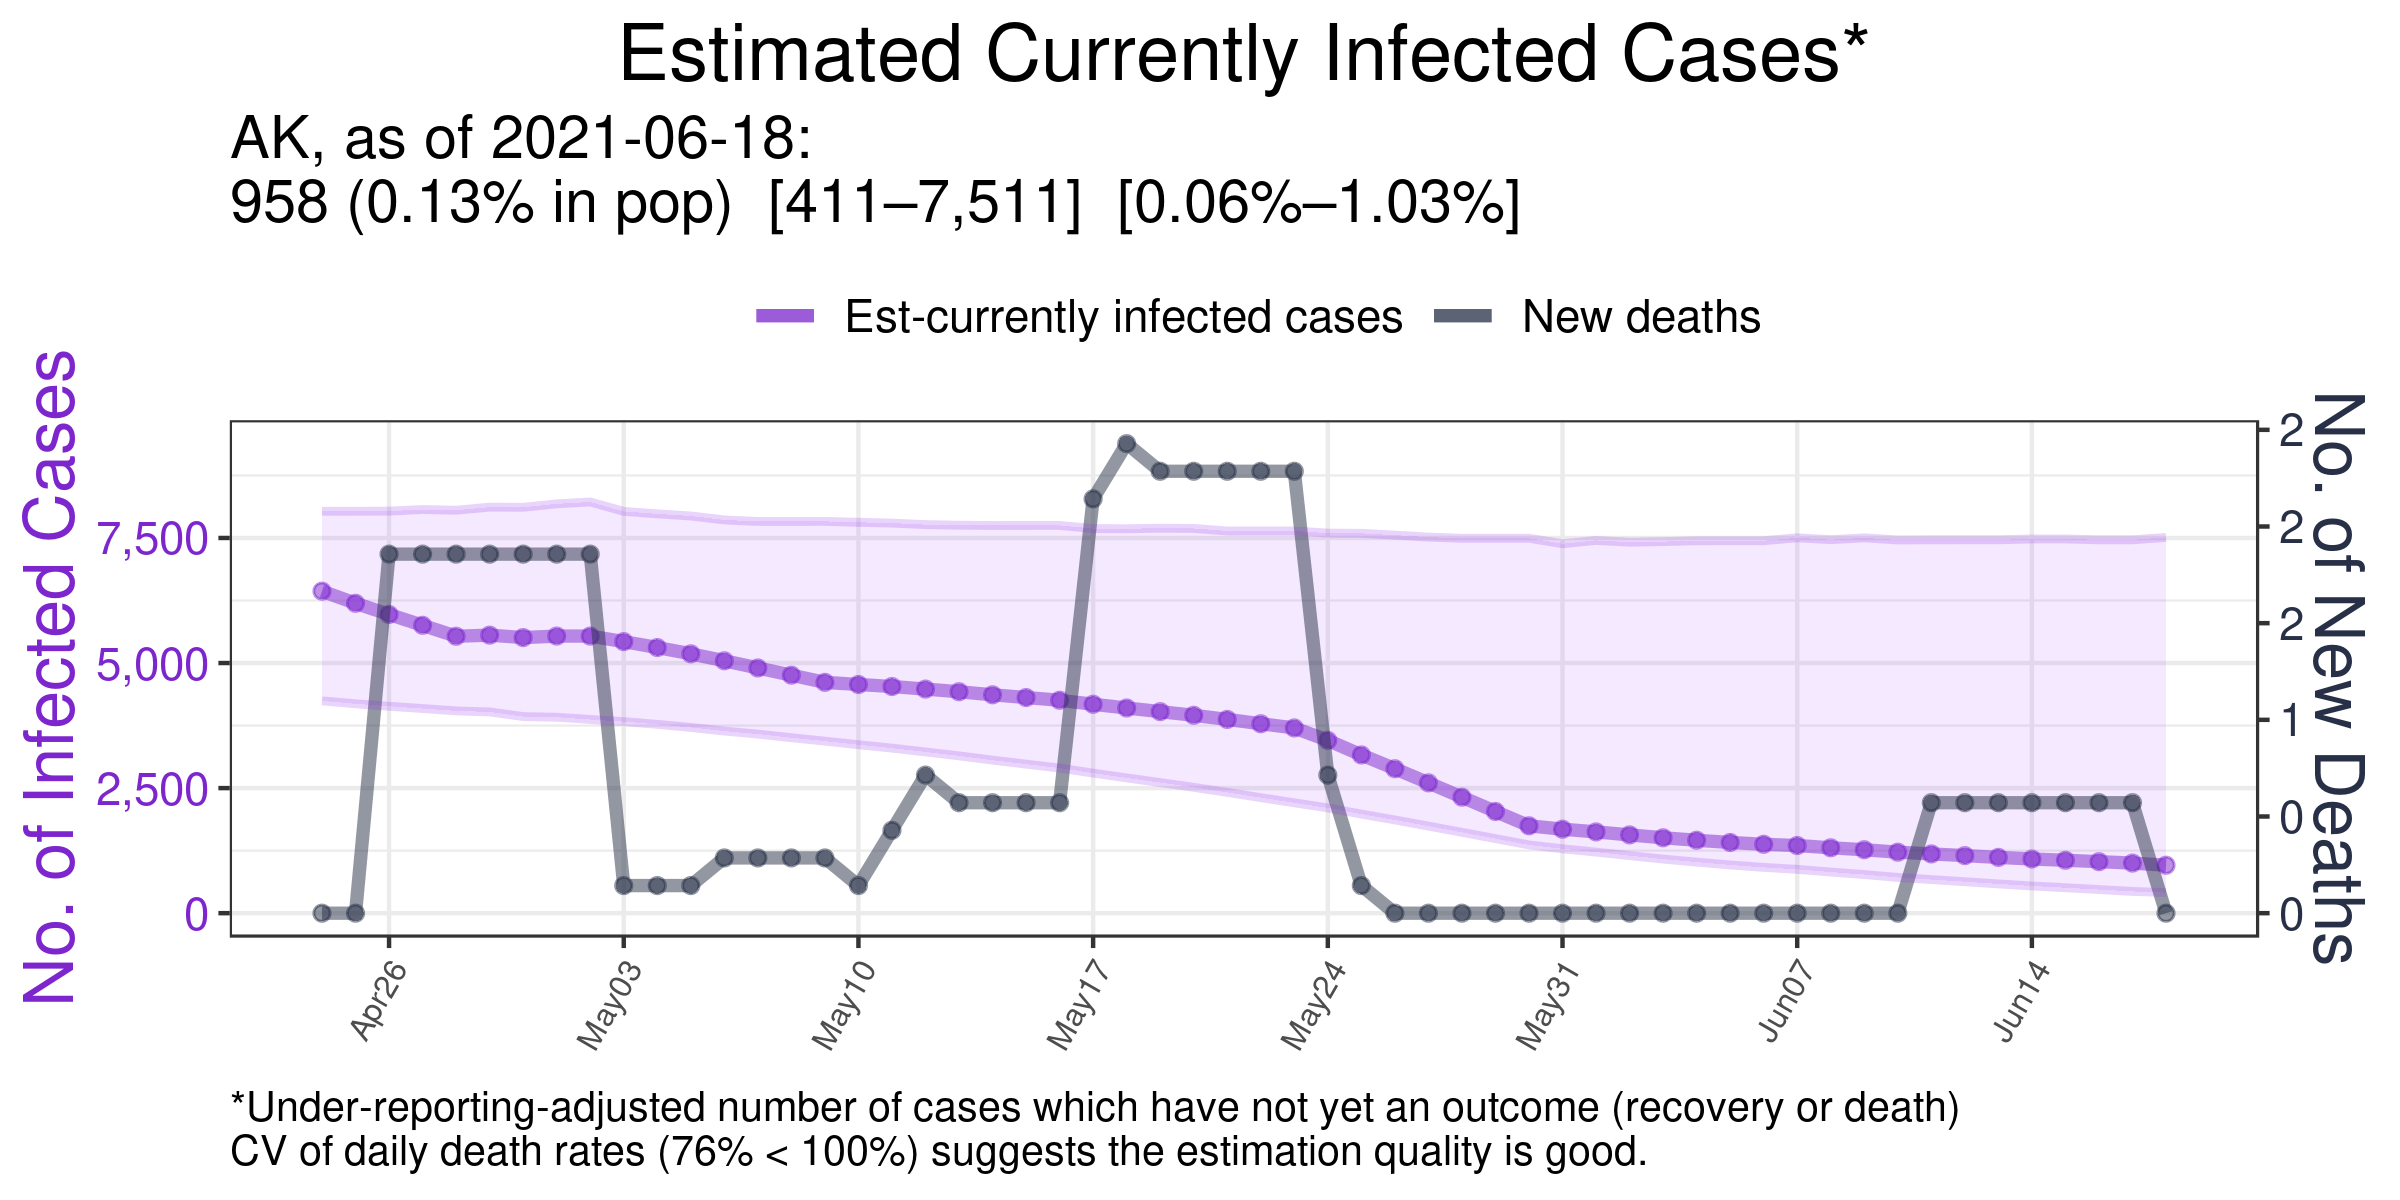 Estimated Currently Infected Cases*
AK, as of 2021-06-18:
958 (0.13% in pop)  [411–7,511]  [0.06%–1.03%]
Est-currently infected cases
New deaths
No. of Infected Cases
7,500
5,000
2,500
0
2
2
2
1
0
0
No. of New Deaths
Apr26
May03
May10
May17
May24
May31
Jun07
Jun14
*Under-reporting-adjusted number of cases which have not yet an outcome (recovery or death)
CV of daily death rates (76% < 100%) suggests the estimation quality is good.